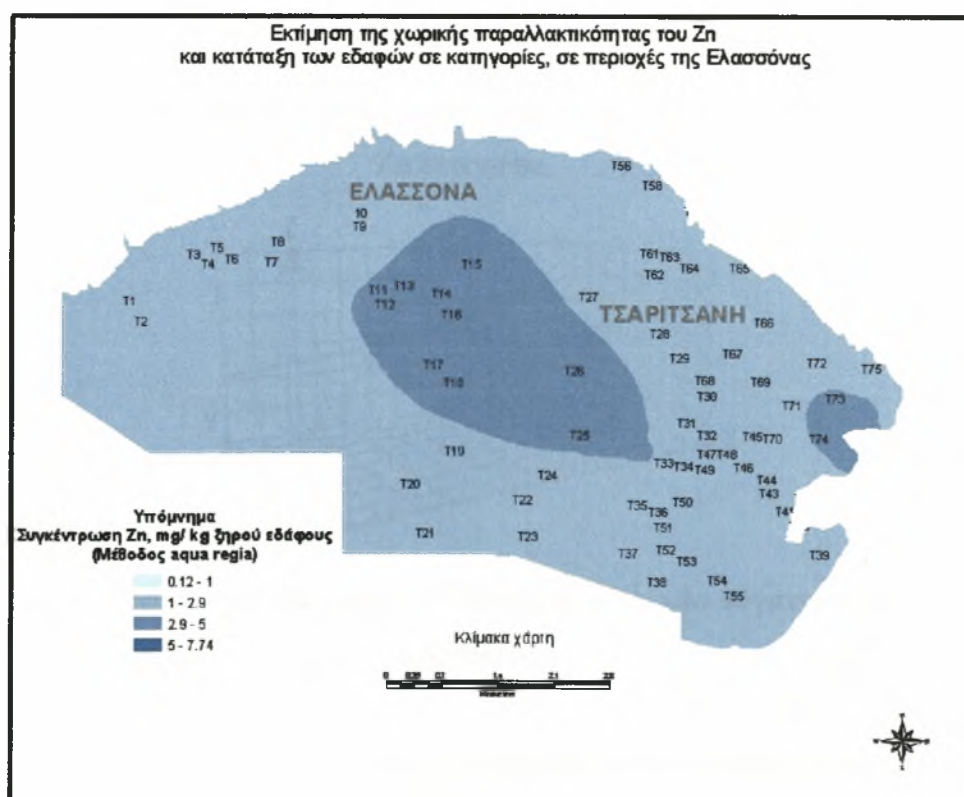 Εκτίμηση της χωρικής παραλλακτικότητας του Zn
και κατάταξη των εδαφών σε κατηγορίες, σε περιοχές της Ελασσόνας
T56
T58
ΕΛΑΣΣΟΝΑ
10
T9
T8
T5
T3
T4
T6
T7
T61
T63
T62
T64
T65
T15
T13
T11
T14
T12
T16
T27
T1
T2
ΤΣΑΡΙΤΣΑΝΗ
T66
T28
T29
T67
T72
T75
T17
T18
T26
T68
T69
T30
T71
T73
T31
T32
T45
T70
T74
T25
T19
T47
T48
T33
T34
T49
T46
T24
T44
T43
T20
T22
T35
T50
T36
T41
T51
T21
T23
T37
T52
T53
T39
T38
T54
T55
Υπόμνημα
Συγκέντρωση Zn, mg/ kg ξηρού εδάφους
(Μέθοδος aqua regia)
0.12 - 1
1 - 2.9
2.9 - 5
5 - 7.74
Κλίμακα χάρτη
0
2.1